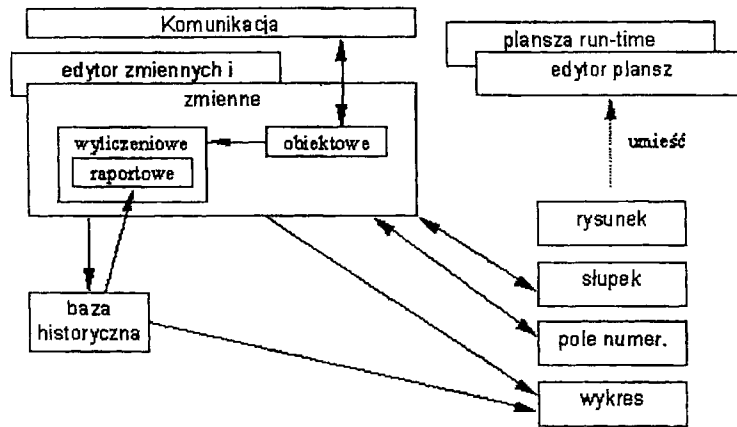 Komunikacja
plansza run-time
edytor plansz
edytor zmiennych i
zmienne
wyliczeniowe
obiektowe
raportowe
umieść
rysunek
słupek
baza
historyczna
pole numer.
wykres